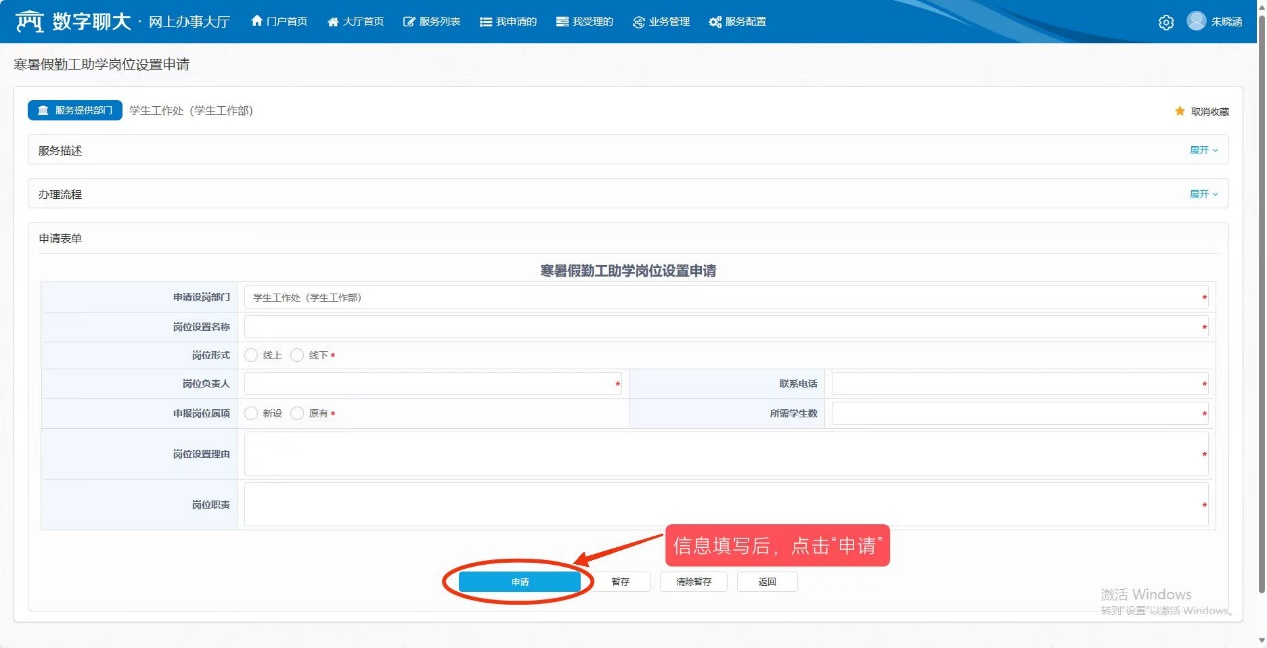 数字聊大·网上办事大厅 门户首页 大厅首页 服务列表 我申请的 我受理的 业务管理 服务配置 朱晓涵
寒暑假勤工助学岗位设置申请
服务提供部门 学生工作处（学生工作部） 取消收藏
服务描述 展开
办理流程 展开
申请表单
寒暑假勤工助学岗位设置申请
申请设岗部门 学生工作处（学生工作部） *
岗位设置名称 *
岗位形式 线上 线下 *
岗位负责人 * 联系电话 *
申报岗位属项 新设 原有 * 所需学生数 *
岗位设置理由 *
岗位职责 *
信息填写后，点击“申请”
申请 暂存 清除暂存 返回
激活 Windows
转到“设置”以激活 Windows。